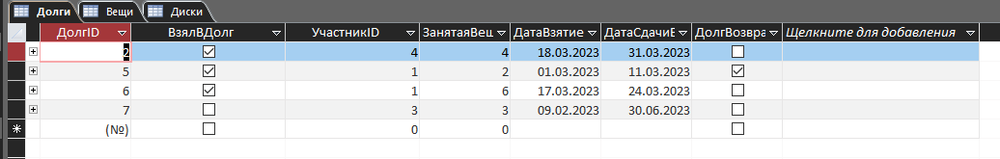 Долги Вещи Диски
ДолгID ВзялВДолг УчастникID ЗанятаяВещ ДатаВзятие ДатаСдачиВ ДолгВозвра Щелкните для добавления
2 4 4 18.03.2023 31.03.2023
5 1 2 01.03.2023 11.03.2023
6 1 6 17.03.2023 24.03.2023
7 3 3 09.02.2023 30.06.2023
(№) 0 0